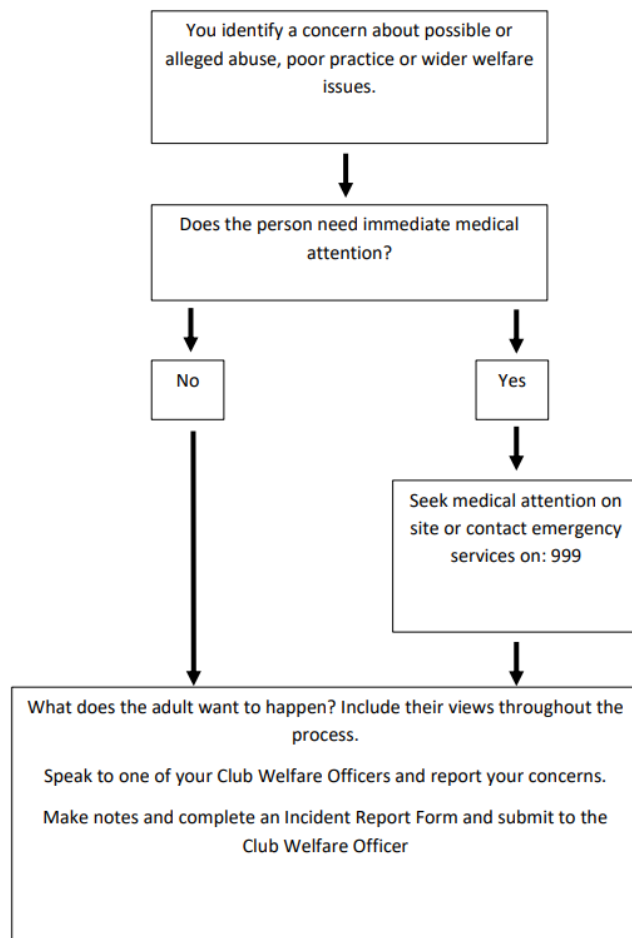 You identify a concern about possible or
alleged abuse, poor practice or wider welfare
issues.
Does the person need immediate medical
attention?
No
Yes
Seek medical attention on
site or contact emergency
services on: 999
What does the adult want to happen? Include their views throughout the
process.
Speak to one of your Club Welfare Officers and report your concerns.
Make notes and complete an Incident Report Form and submit to the
Club Welfare Officer